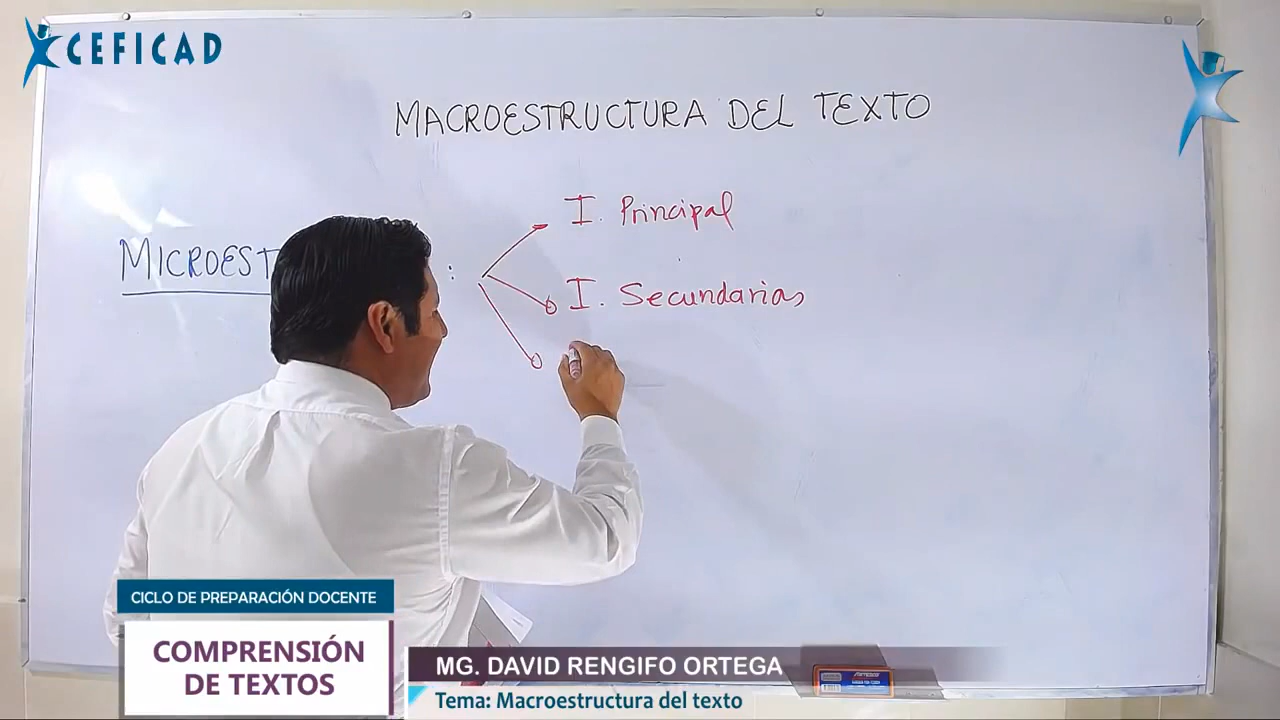 CEFICAD
MACROESTRUCTURA DEL TEXTO
I. Principal
MICROEST
:
I. Secundarias
CICLO DE PREPARACIÓN DOCENTE
COMPRENSIÓN
DE TEXTOS
MG. DAVID RENGIFO ORTEGA
Tema: Macroestructura del texto